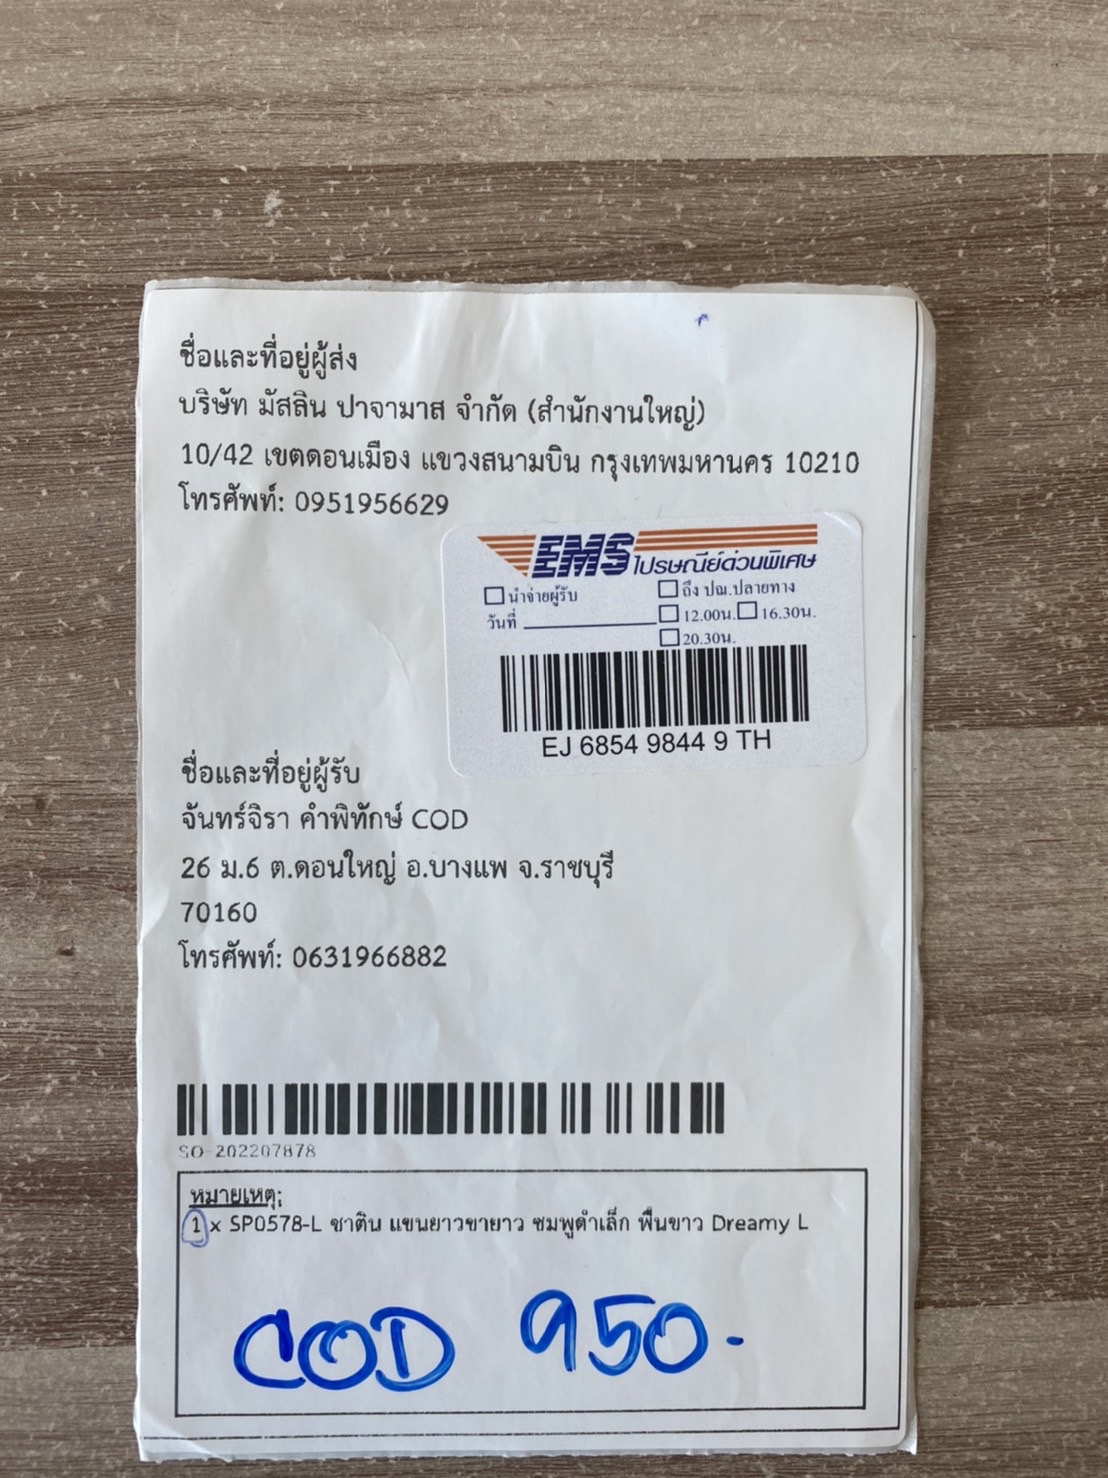 ชื่อและที่อยู่ผู้ส่ง
บริษัท มัสลิน ปาจามาส จำกัด (สำนักงานใหญ่)
10/42 เขตดอนเมือง แขวงสนามบิน กรุงเทพมหานคร 10210
โทรศัพท์: 0951956629
EMS ไปรษณีย์ด่วนพิเศษ
นำจ่ายผู้รับ ถึง ปณ.ปลายทาง
วันที่ 12.00น. 16.30น.
20.30น.
EJ 6854 9844 9 TH
ชื่อและที่อยู่ผู้รับ
จันทร์จิรา คำพิทักษ์ COD
26 ม.6 ต.ดอนใหญ่ อ.บางแพ จ.ราชบุรี
70160
โทรศัพท์: 0631966882
SO-202207878
หมายเหตุ;
1 x SP0578-L ซาติน แขนยาวขายาว ชมพูดำเล็ก พื้นขาว Dreamy L
COD 950.-